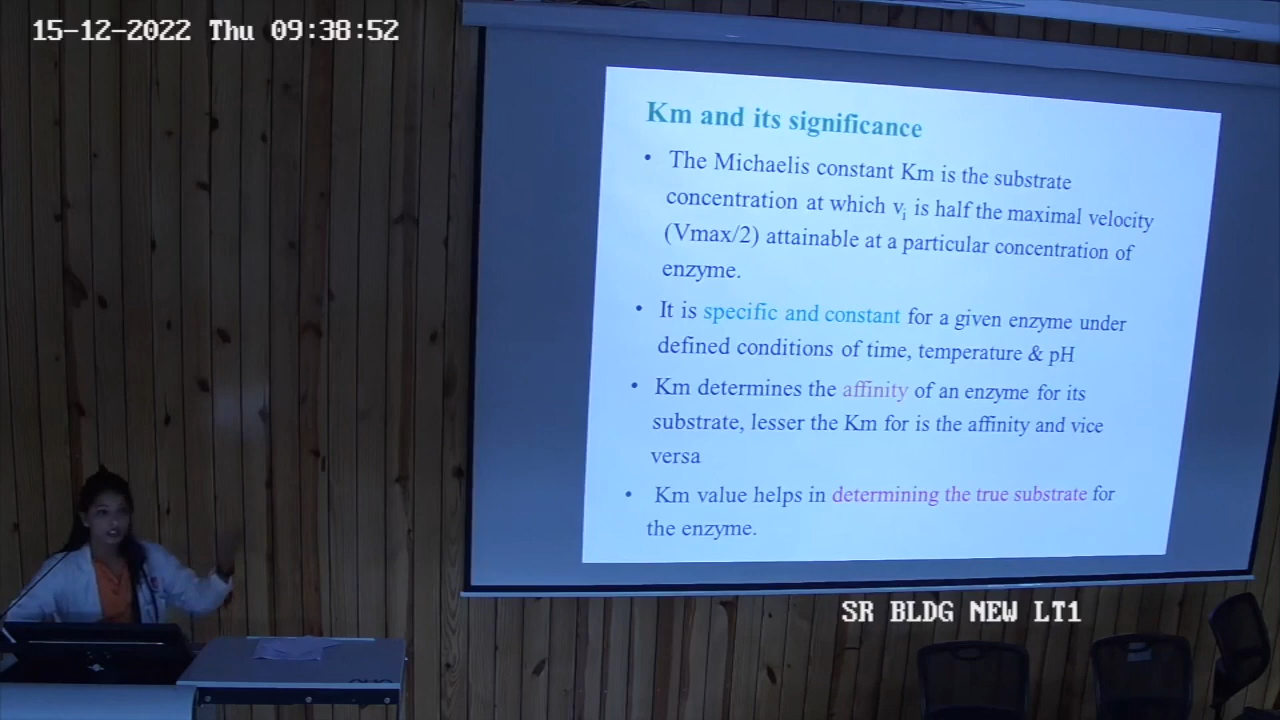 15-12-2022 Thu 09:38:52
Km and its significance
• The Michaelis constant Km is the substrate
concentration at which vi is half the maximal velocity
(Vmax/2) attainable at a particular concentration of
enzyme.
• It is specific and constant for a given enzyme under
defined conditions of time, temperature & pH
• Km determines the affinity of an enzyme for its
substrate, lesser the Km for is the affinity and vice
versa
• Km value helps in determining the true substrate for
the enzyme.
SR BLDG NEW LT1